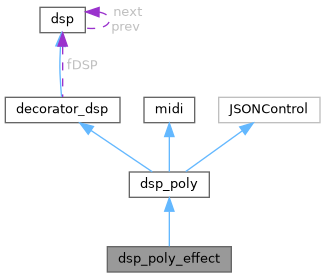 dsp
next
prev
fDSP
decorator_dsp
midi
JSONControl
dsp_poly
dsp_poly_effect